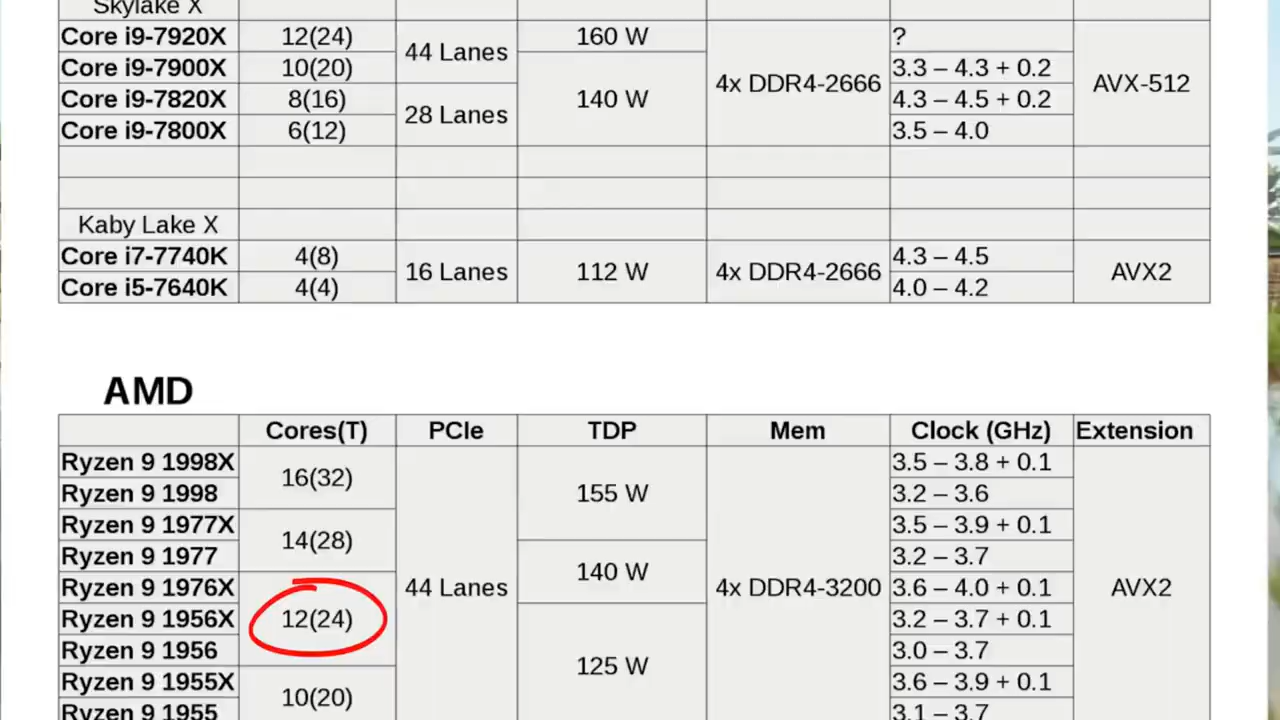 Skylake X
Core i9-7920X 12(24) 44 Lanes 160 W 4x DDR4-2666 ? AVX-512
Core i9-7900X 10(20) 140 W 3.3 – 4.3 + 0.2
Core i9-7820X 8(16) 28 Lanes 4.3 – 4.5 + 0.2
Core i9-7800X 6(12) 3.5 – 4.0
Kaby Lake X
Core i7-7740K 4(8) 16 Lanes 112 W 4x DDR4-2666 4.3 – 4.5 AVX2
Core i5-7640K 4(4) 4.0 – 4.2
AMD
Cores(T) PCIe TDP Mem Clock (GHz) Extension
Ryzen 9 1998X 16(32) 44 Lanes 155 W 4x DDR4-3200 3.5 – 3.8 + 0.1 AVX2
Ryzen 9 1998 3.2 – 3.6
Ryzen 9 1977X 14(28) 3.5 – 3.9 + 0.1
Ryzen 9 1977 140 W 3.2 – 3.7
Ryzen 9 1976X 12(24) 3.6 – 4.0 + 0.1
Ryzen 9 1956X 125 W 3.2 – 3.7 + 0.1
Ryzen 9 1956 3.0 – 3.7
Ryzen 9 1955X 10(20) 3.6 – 3.9 + 0.1
Ryzen 9 1955 3.1 – 3.7